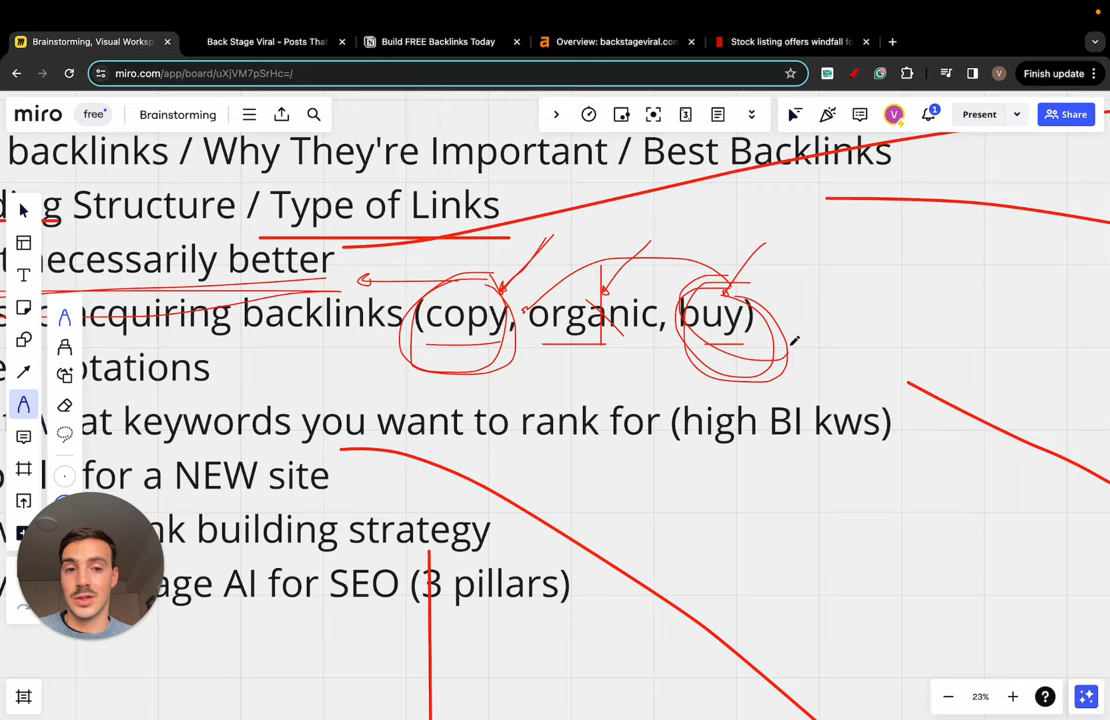 Brainstorming, Visual Worksp
Back Stage Viral - Posts That
Build FREE Backlinks Today
Overview: backstageviral.com
Stock listing offers windfall fo
miro.com/app/board/uXjVM7pSrHc=/
V
Finish update
miro
free
Brainstorming
3
V
1
Present
Share
backlinks / Why They're Important / Best Backlinks
g Structure / Type of Links
necessarily better
acquiring backlinks (copy, organic, buy)
tations
at keywords you want to rank for (high BI kws)
for a NEW site
building strategy
age AI for SEO (3 pillars)
23%